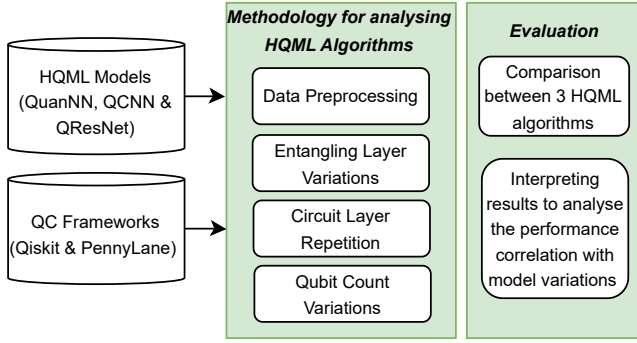 HQML Models
(QuanNN, QCNN &
QResNet)
QC Frameworks
(Qiskit & PennyLane)
Methodology for analysing
HQML Algorithms
Data Preprocessing
Entangling Layer
Variations
Circuit Layer
Repetition
Qubit Count
Variations
Evaluation
Comparison
between 3 HQML
algorithms
Interpreting
results to analyse
the performance
correlation with
model variations